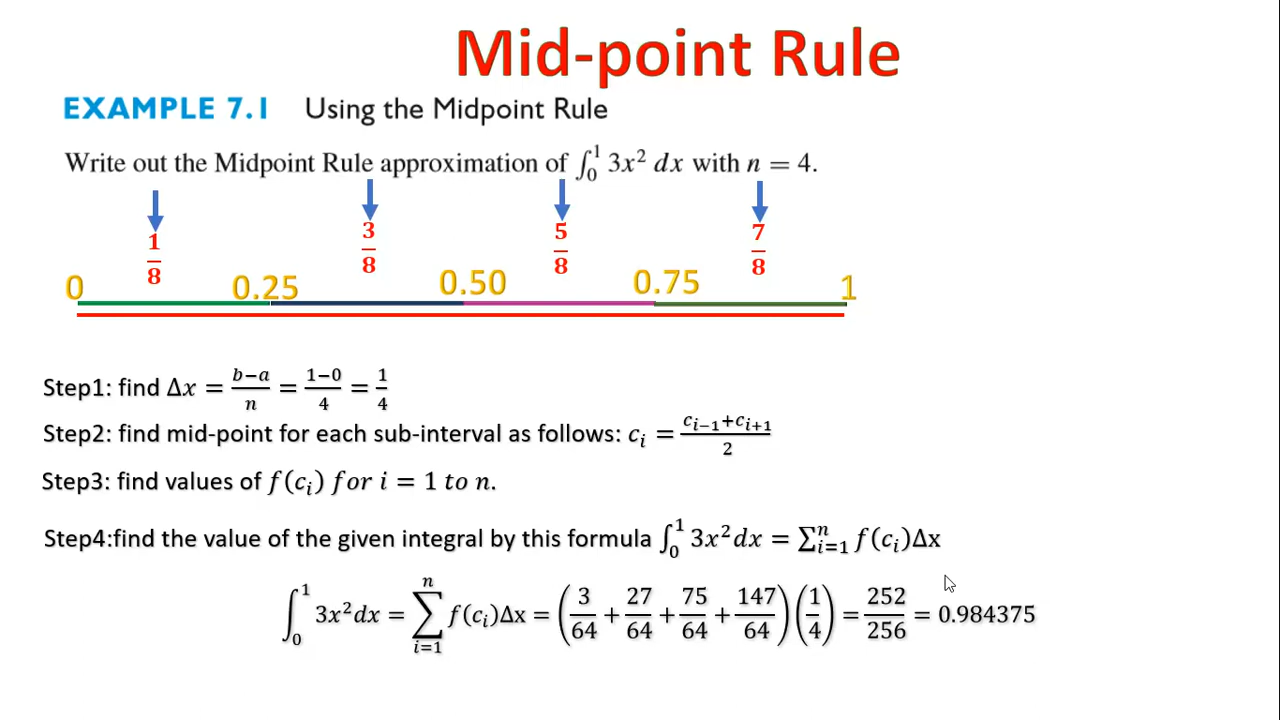 Mid-point Rule
EXAMPLE 7.1 Using the Midpoint Rule
Write out the Midpoint Rule approximation of ∫₀¹ 3x² dx with n = 4.
1/8 3/8 5/8 7/8
0 0.25 0.50 0.75 1
Step1: find Δx = (b−a)/n = (1−0)/4 = 1/4
Step2: find mid-point for each sub-interval as follows: cᵢ = (cᵢ₋₁+cᵢ₊₁)/2
Step3: find values of f(cᵢ) for i = 1 to n.
Step4:find the value of the given integral by this formula ∫₀¹ 3x²dx = ∑ᵢ₌₁ⁿ f(cᵢ)Δx
∫₀¹ 3x²dx = ∑ᵢ₌₁ⁿ f(cᵢ)Δx = (3/64 + 27/64 + 75/64 + 147/64)(1/4) = 252/256 = 0.984375